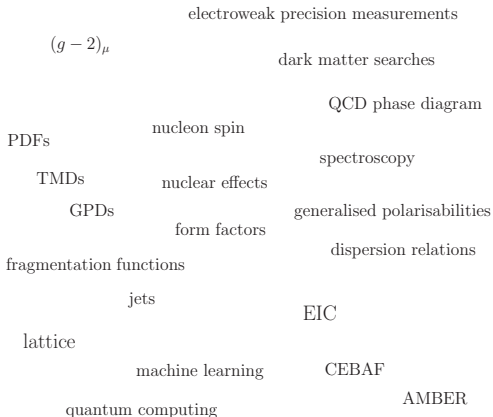 electroweak precision measurements
(g − 2)μ
dark matter searches
QCD phase diagram
nucleon spin
PDFs
spectroscopy
TMDs
nuclear effects
GPDs
generalised polarisabilities
form factors
dispersion relations
fragmentation functions
jets
EIC
lattice
machine learning
CEBAF
AMBER
quantum computing